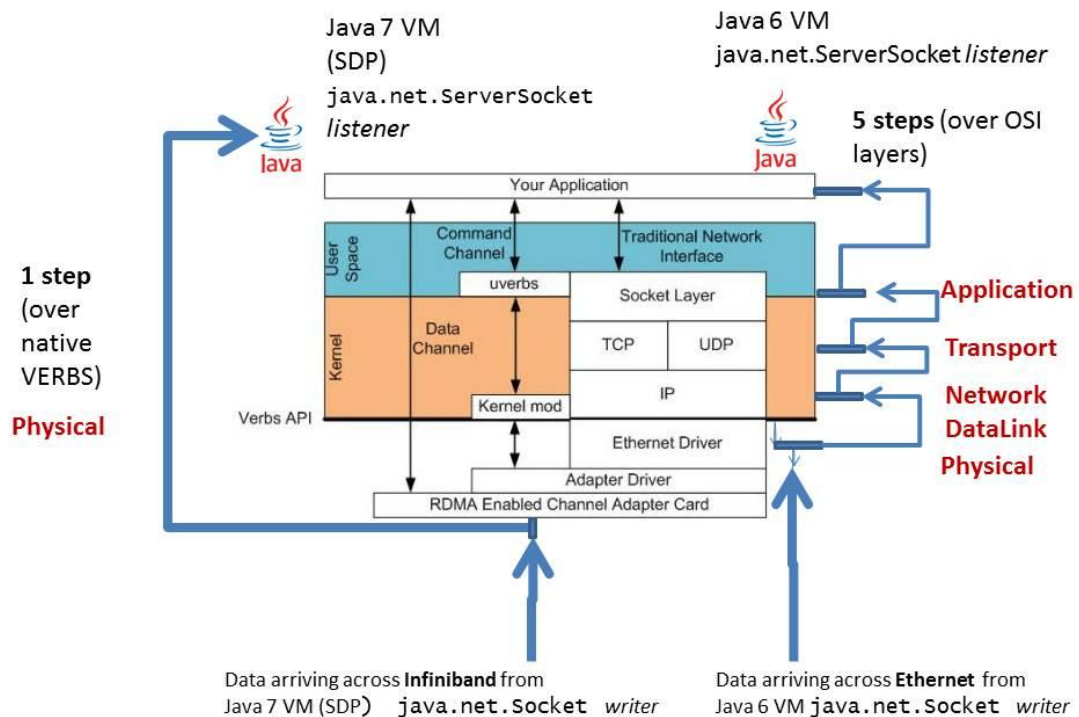 Java 7 VM
(SDP)
java.net.ServerSocket
listener
Java 6 VM
java.net.ServerSocket listener
Java
Java
5 steps (over OSI
layers)
Your Application
User
Space
Command
Channel
Traditional Network
Interface
uverbs
Socket Layer
Kernel
Data
Channel
TCP
UDP
IP
Kernel mod
Verbs API
Ethernet Driver
Adapter Driver
RDMA Enabled Channel Adapter Card
1 step
(over
native
VERBS)
Physical
Application
Transport
Network
DataLink
Physical
Data arriving across Infiniband from
Java 7 VM (SDP) java.net.Socket writer
Data arriving across Ethernet from
Java 6 VM java.net.Socket writer